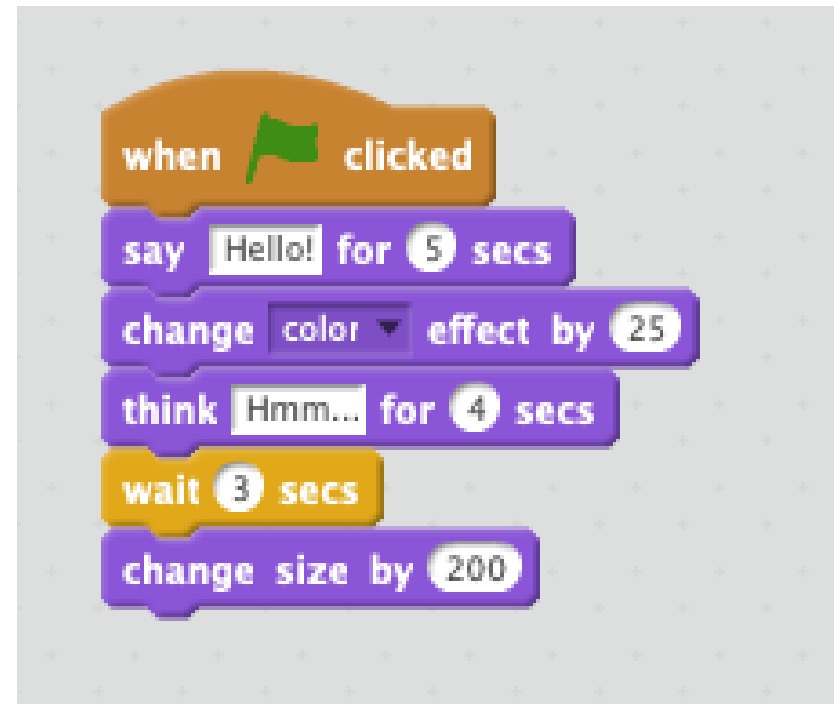 when clicked
say Hello! for 5 secs
change color effect by 25
think Hmm... for 4 secs
wait 3 secs
change size by 200